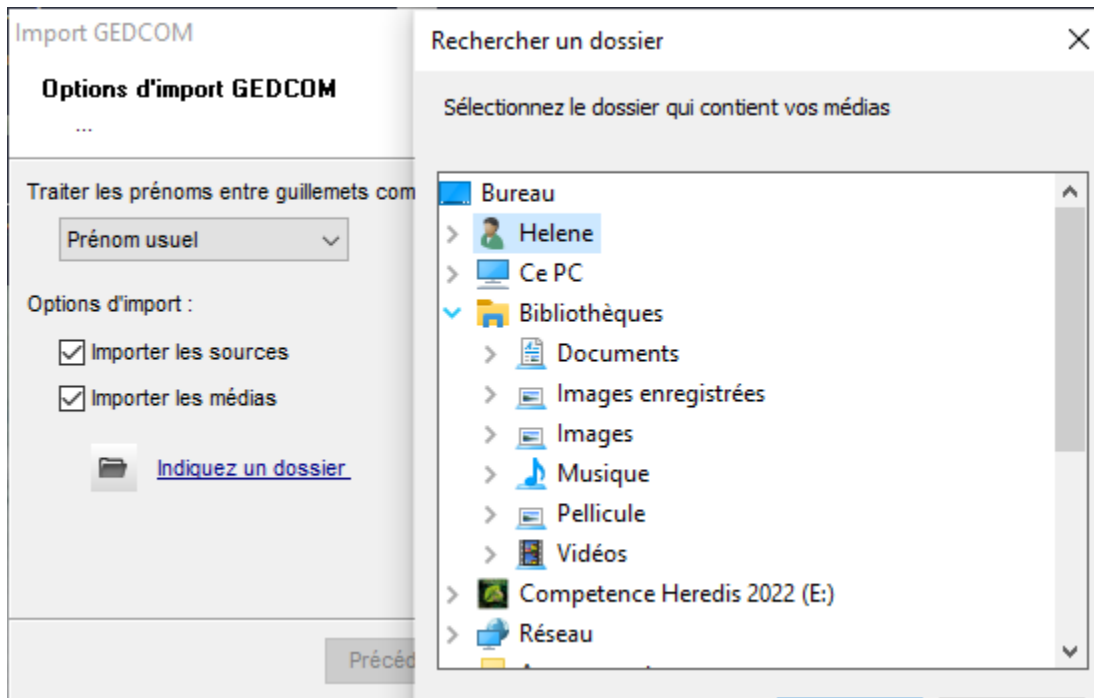 Import GEDCOM
Options d'import GEDCOM
...
Traiter les prénoms entre guillemets com
Prénom usuel
Options d'import :
Importer les sources
Importer les médias
Indiquez un dossier
Précéd
Rechercher un dossier
Sélectionnez le dossier qui contient vos médias
Bureau
Helene
Ce PC
Bibliothèques
Documents
Images enregistrées
Images
Musique
Pellicule
Vidéos
Competence Heredis 2022 (E:)
Réseau